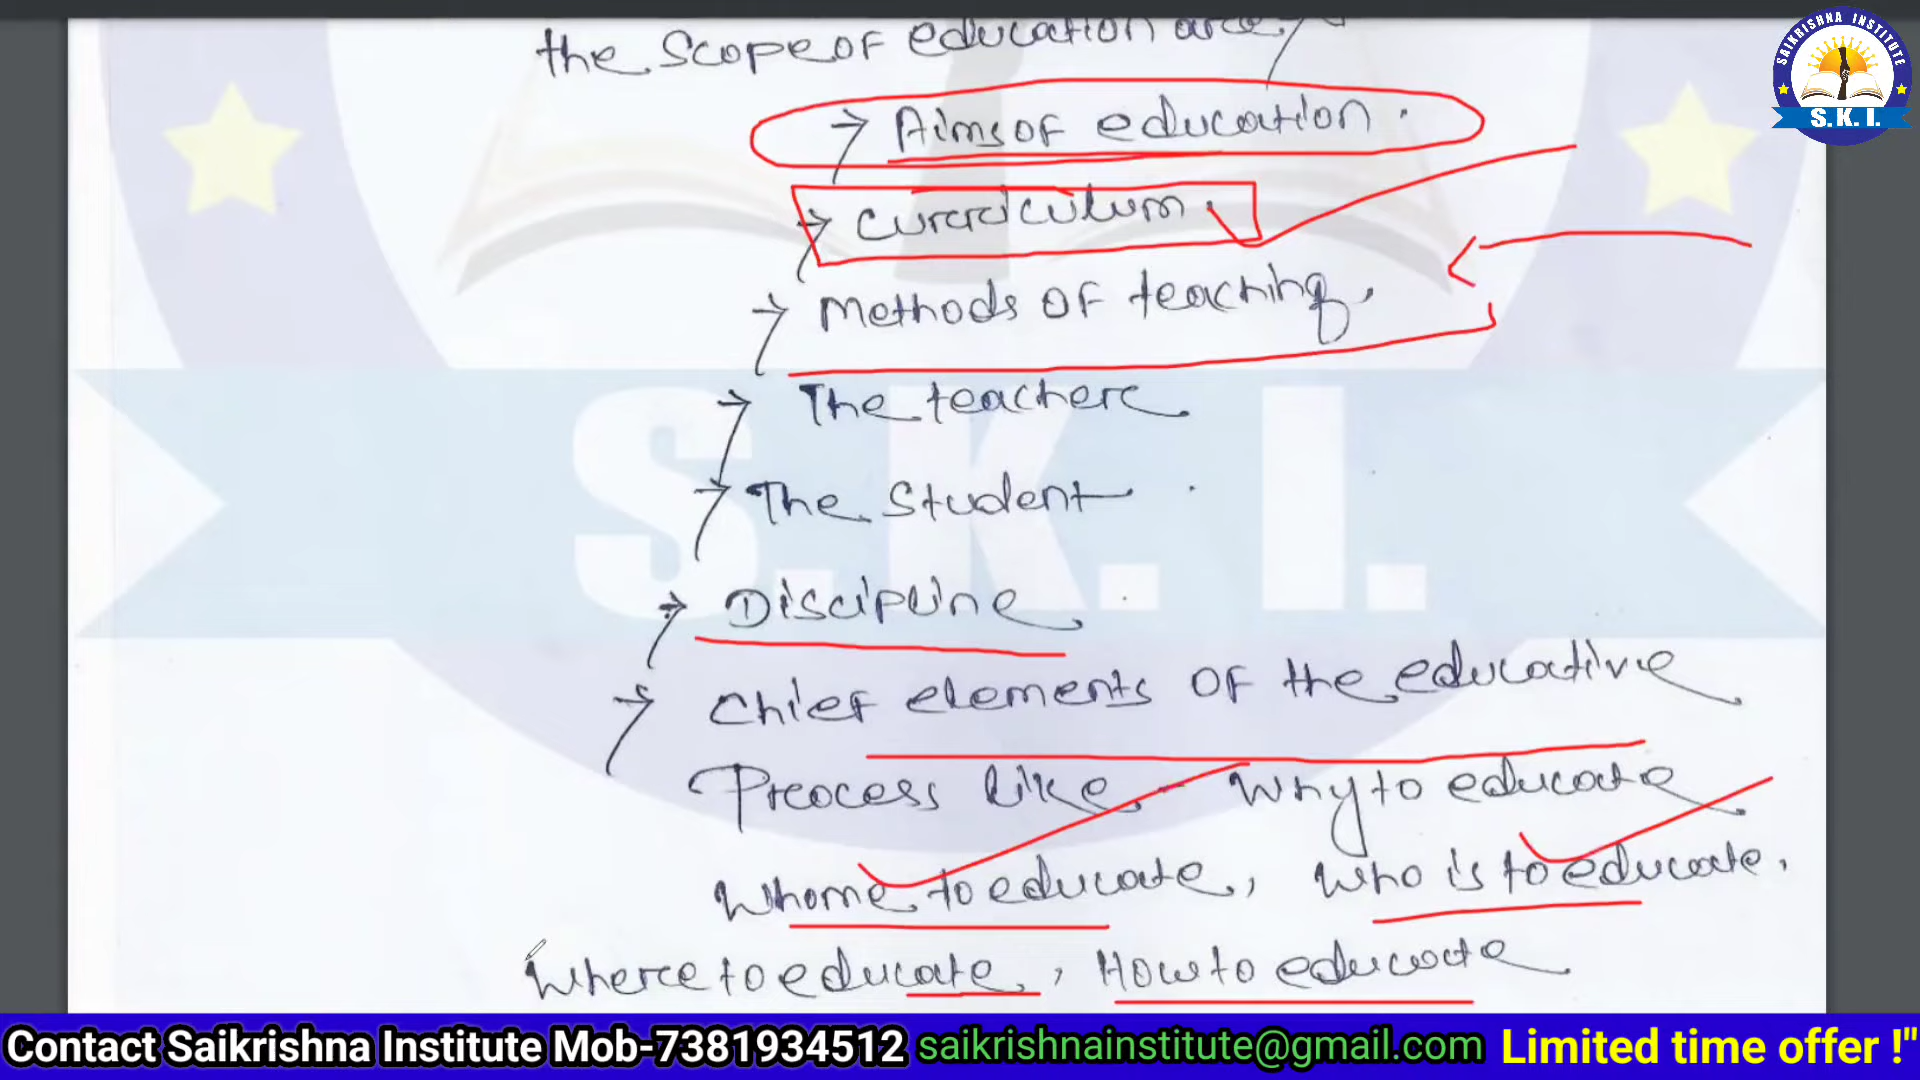 the scope of education are,
→ Aims of education.
→ Curriculum.
→ Methods of teaching.
→ The teacher
→ The Student
→ Discipline
→ Chief elements of the educative
Process like - Why to educate
Whome to educate, Who is to educate.
Where to educate, How to educate
SAIKRISHNA INSTITUTE
S.K.I.
S.K.I.
Contact Saikrishna Institute Mob-7381934512 saikrishnainstitute@gmail.com Limited time offer !"